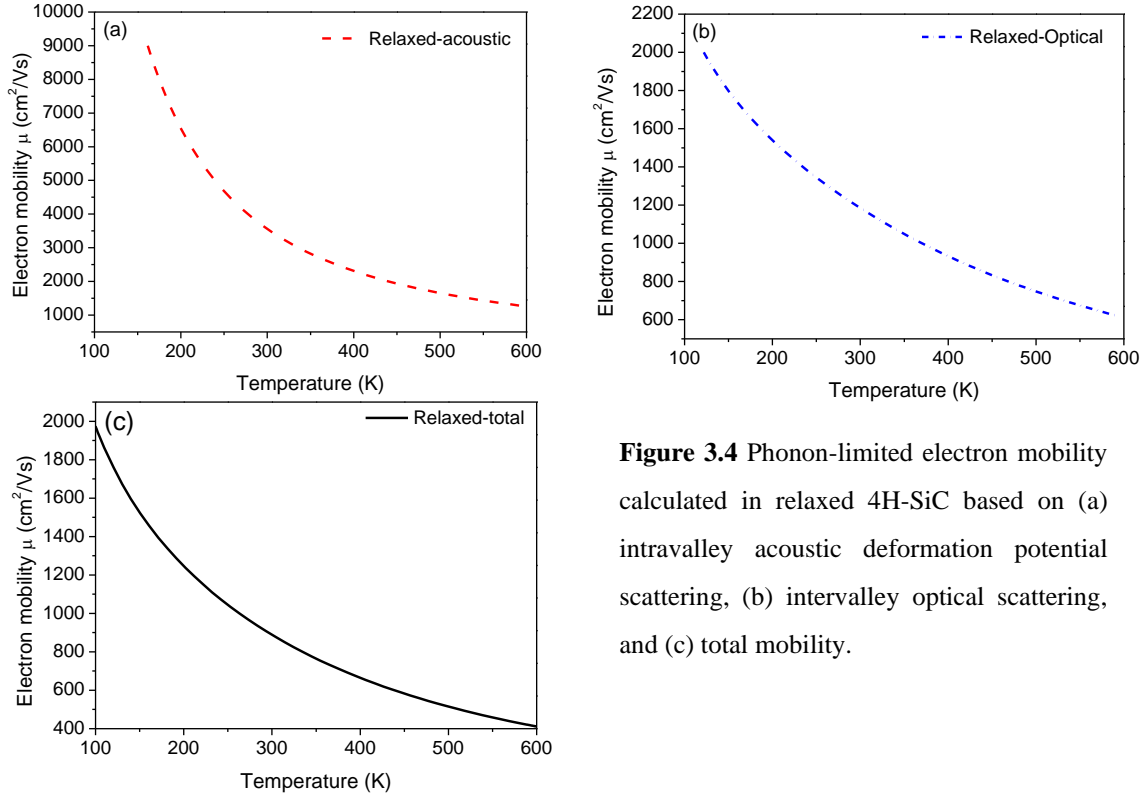 (a)
Relaxed-acoustic
10000
9000
8000
7000
6000
5000
4000
3000
2000
1000
Electron mobility μ (cm²/Vs)
100 200 300 400 500 600
Temperature (K)
(b)
Relaxed-Optical
2200
2000
1800
1600
1400
1200
1000
800
600
Electron mobility μ (cm²/Vs)
100 200 300 400 500 600
Temperature (K)
(c)
Relaxed-total
2000
1800
1600
1400
1200
1000
800
600
400
Electron mobility μ (cm²/Vs)
100 200 300 400 500 600
Temperature (K)
Figure 3.4 Phonon-limited electron mobility
calculated in relaxed 4H-SiC based on (a)
intravalley acoustic deformation potential
scattering, (b) intervalley optical scattering,
and (c) total mobility.